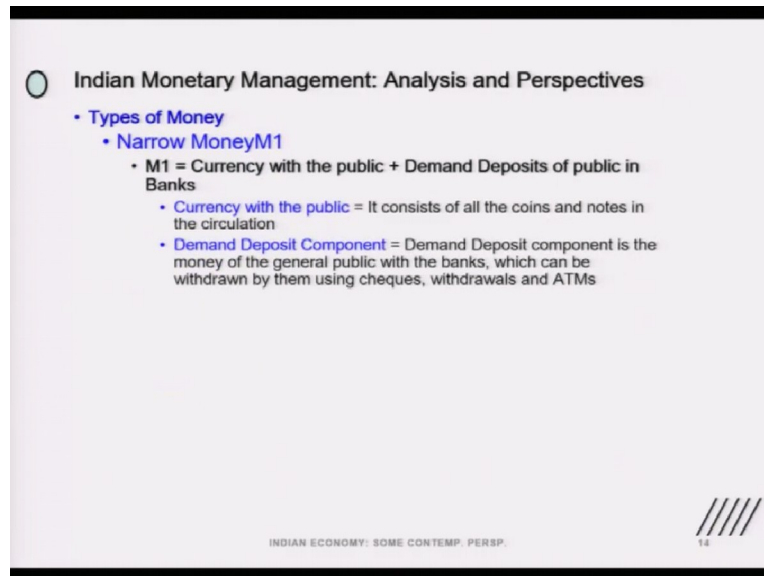 Indian Monetary Management: Analysis and Perspectives
• Types of Money
• Narrow MoneyM1
• M1 = Currency with the public + Demand Deposits of public in
Banks
• Currency with the public = It consists of all the coins and notes in
the circulation
• Demand Deposit Component = Demand Deposit component is the
money of the general public with the banks, which can be
withdrawn by them using cheques, withdrawals and ATMs
INDIAN ECONOMY: SOME CONTEMP. PERSP.
14